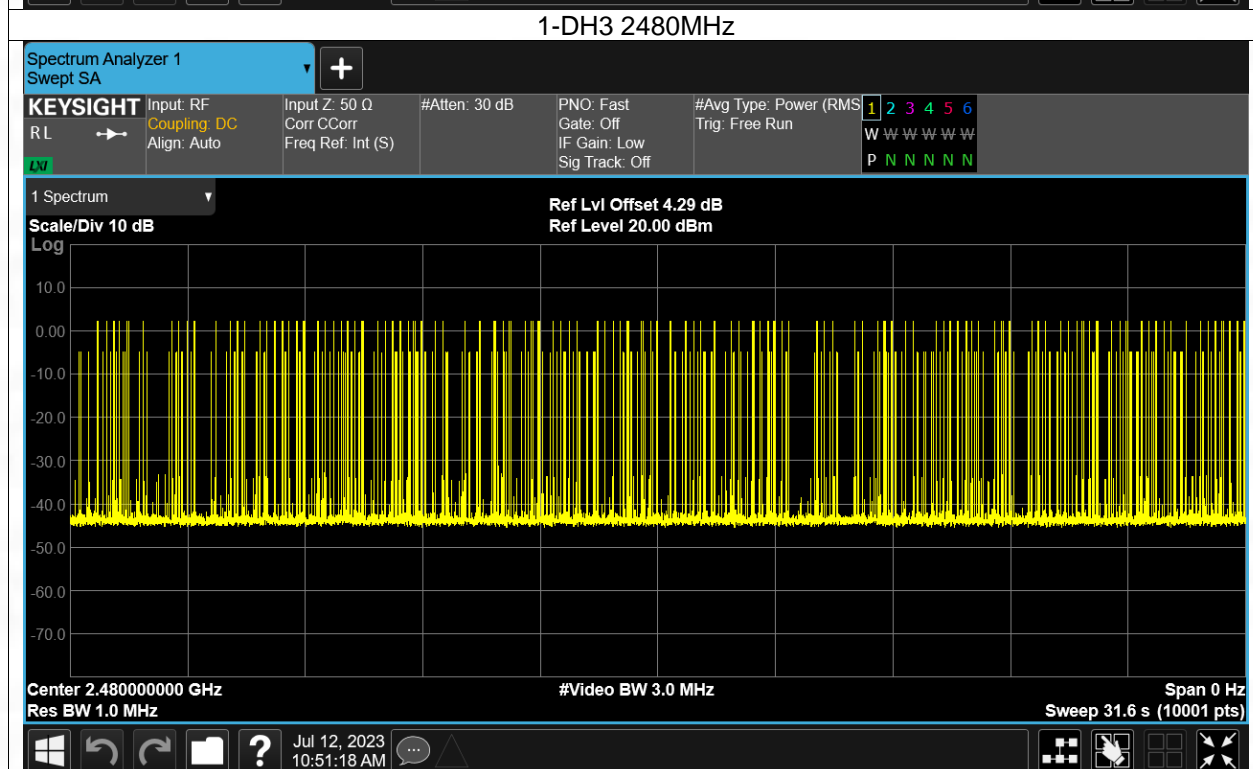 1-DH3 2480MHz
Spectrum Analyzer 1
Swept SA
KEYSIGHT Input: RF Input Z: 50 Ω #Atten: 30 dB PNO: Fast #Avg Type: Power (RMS 1 2 3 4 5 6
R L Coupling: DC Corr CCorr Gate: Off Trig: Free Run
Align: Auto Freq Ref: Int (S) IF Gain: Low W W W W W W
LXI Sig Track: Off P N N N N N
1 Spectrum
Ref Lvl Offset 4.29 dB
Scale/Div 10 dB Ref Level 20.00 dBm
Log
10.0
0.00
-10.0
-20.0
-30.0
-40.0
-50.0
-60.0
-70.0
Center 2.480000000 GHz #Video BW 3.0 MHz Span 0 Hz
Res BW 1.0 MHz Sweep 31.6 s (10001 pts)
? Jul 12, 2023
10:51:18 AM